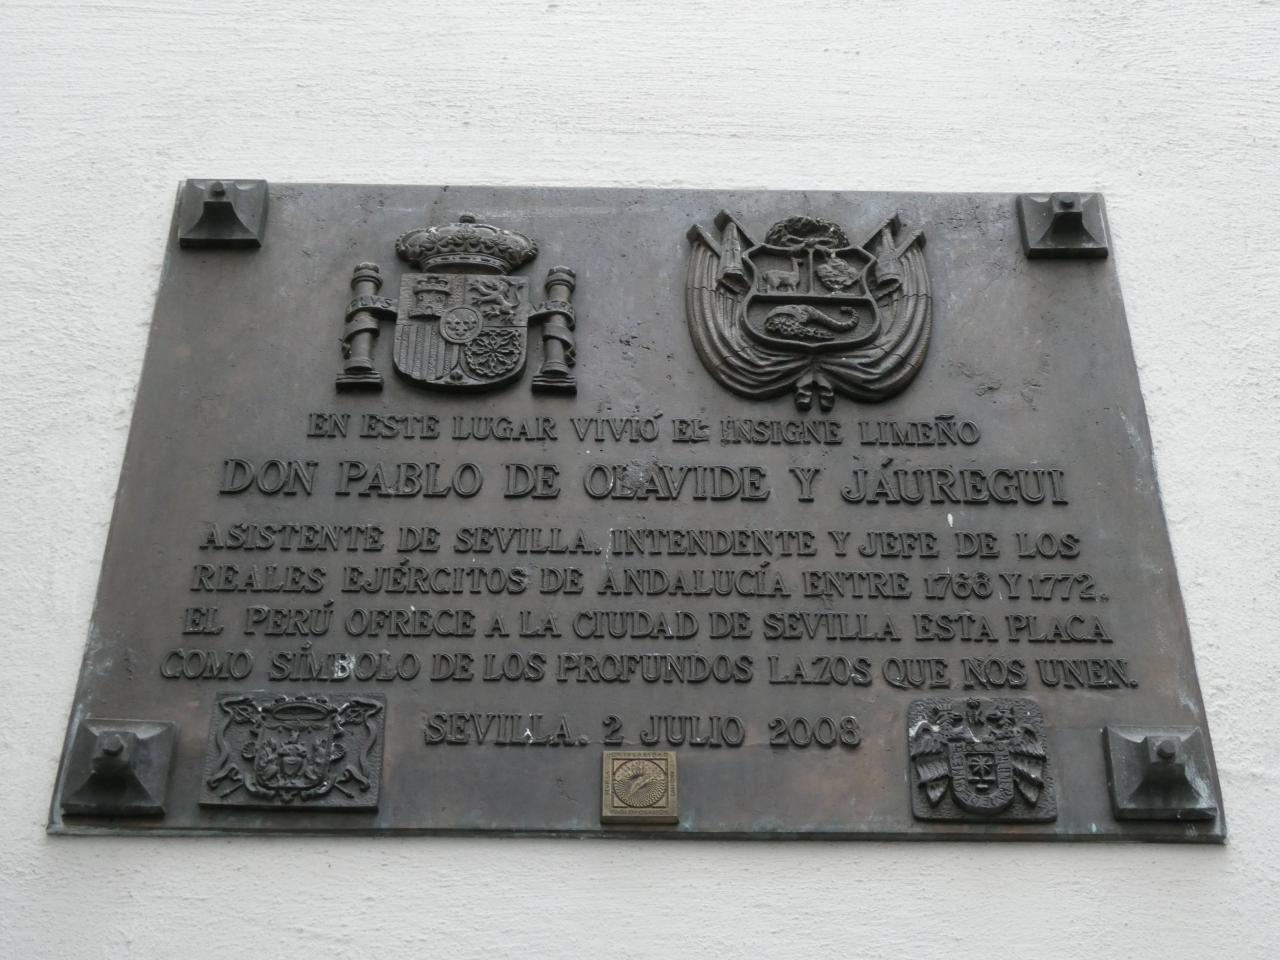 PLVS VLTR
EN ESTE LUGAR VIVIÓ EL INSIGNE LIMEÑO
DON PABLO DE OLAVIDE Y JÁUREGUI
ASISTENTE DE SEVILLA. INTENDENTE Y JEFE DE LOS
REALES EJÉRCITOS DE ANDALUCÍA ENTRE 1768 Y 1772.
EL PERÚ OFRECE A LA CIUDAD DE SEVILLA ESTA PLACA
COMO SÍMBOLO DE LOS PROFUNDOS LAZOS QUE NOS UNEN.
SEVILLA. 2 JULIO 2008